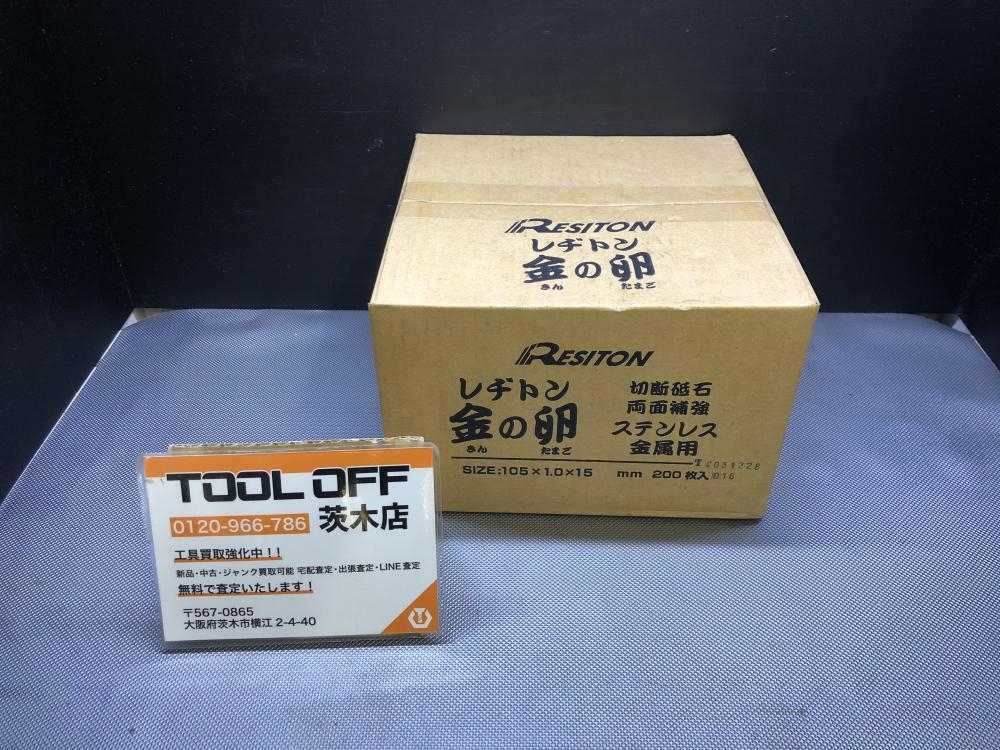 RESITON
レヂトン
金の卵
きん たまご
RESITON
レヂトン
金の卵
きん たまご
切断砥石
両面補強
ステンレス
金属用
SIZE:105×1.0×15 mm 200枚入
TOOL OFF
0120-966-786 茨木店
工具買取強化中!!
新品・中古・ジャンク買取可能 宅配査定・出張査定・LINE査定
無料で査定いたします!
〒567-0865
大阪府茨木市横江 2-4-40